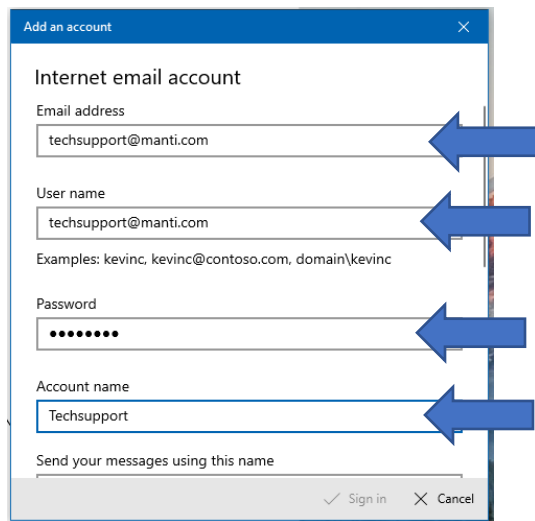 Add an account
Internet email account
Email address
techsupport@manti.com
User name
techsupport@manti.com
Examples: kevinc, kevinc@contoso.com, domain\kevinc
Password
●●●●●●●●
Account name
Techsupport
Send your messages using this name
Sign in Cancel